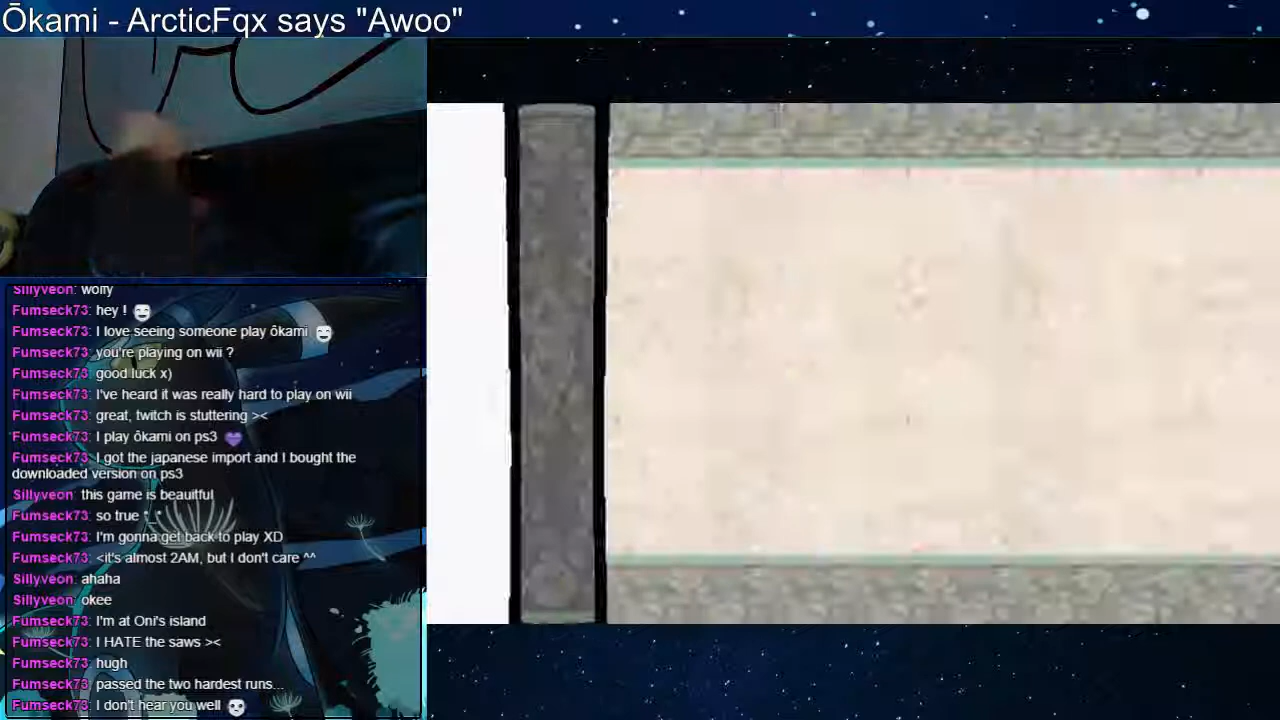 Ōkami - ArcticFqx says "Awoo"
Sillyveon: wolfy
Fumseck73: hey !
Fumseck73: I love seeing someone play ôkami
Fumseck73: you're playing on wii ?
Fumseck73: good luck x)
Fumseck73: I've heard it was really hard to play on wii
Fumseck73: great, twitch is stuttering ><
Fumseck73: I play ôkami on ps3
Fumseck73: I got the japanese import and I bought the
downloaded version on ps3
Sillyveon: this game is beauitful
Fumseck73: so true *_*
Fumseck73: I'm gonna get back to play XD
Fumseck73: <it's almost 2AM, but I don't care ^^
Sillyveon: ahaha
Sillyveon: okee
Fumseck73: I'm at Oni's island
Fumseck73: I HATE the saws ><
Fumseck73: hugh
Fumseck73: passed the two hardest runs...
Fumseck73: I don't hear you well